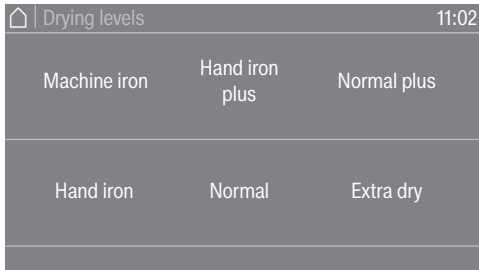 Drying levels 11:02
Machine iron
Hand iron
plus
Normal plus
Hand iron
Normal
Extra dry